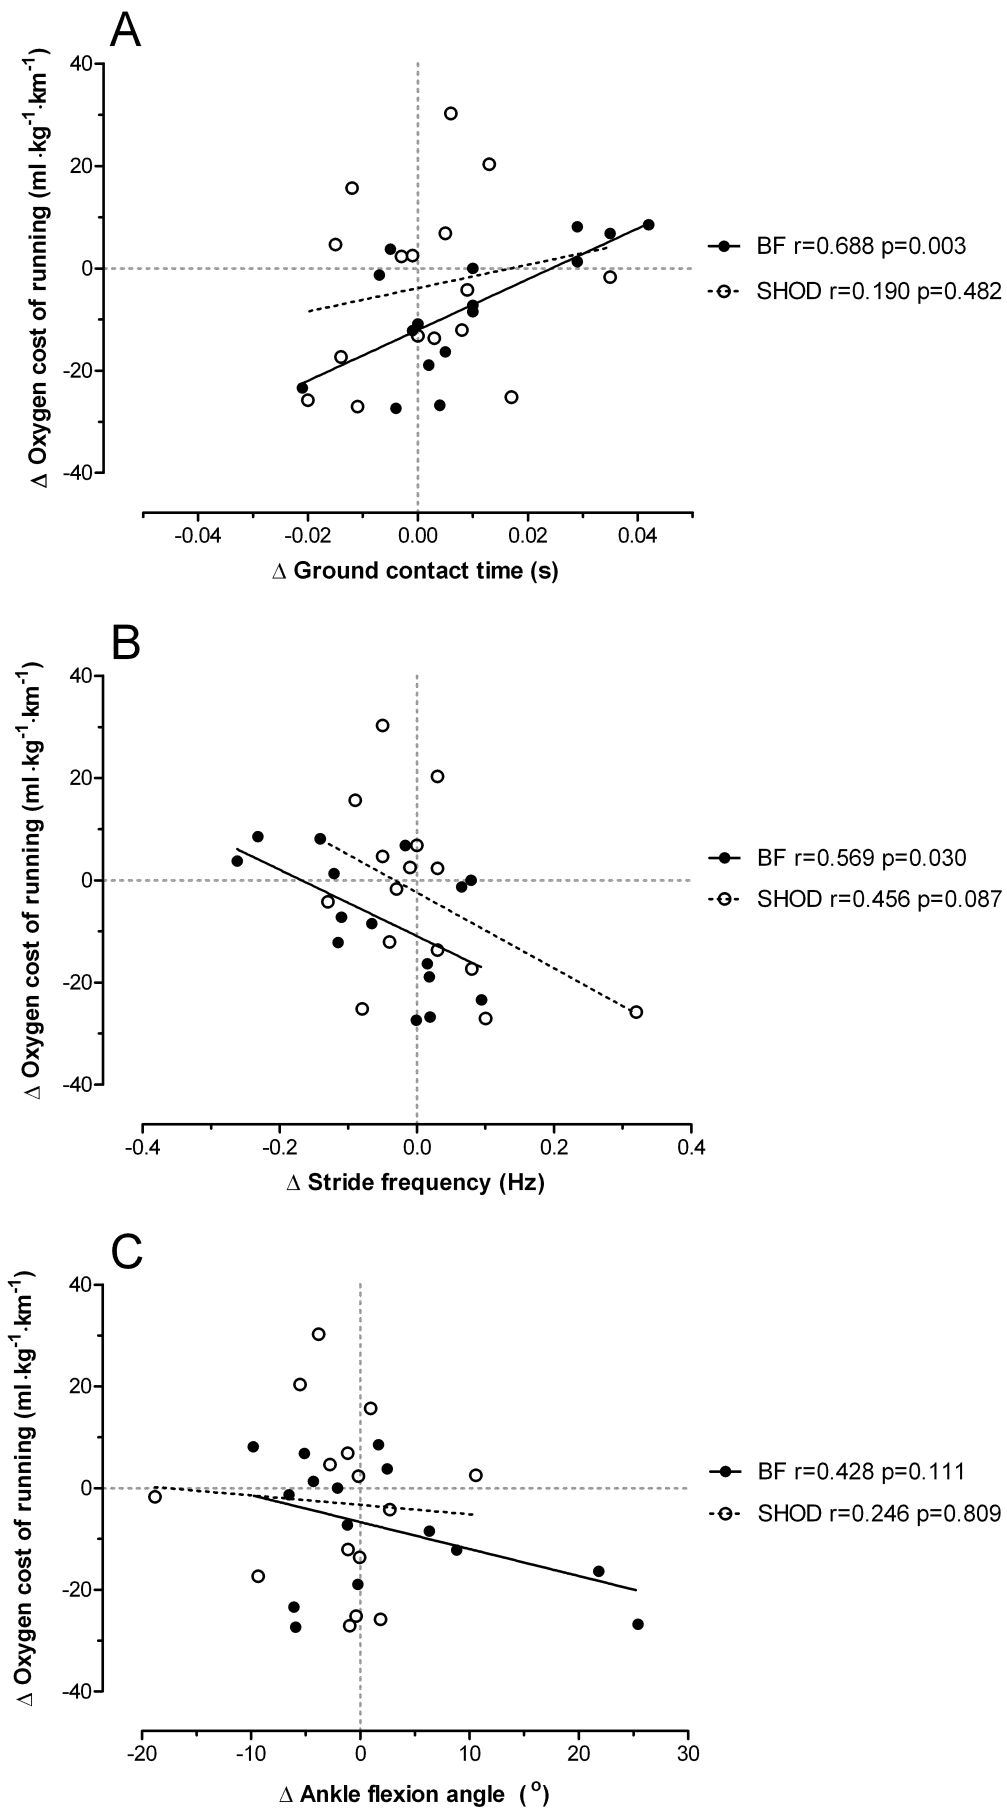 A
Δ Oxygen cost of running (ml·kg⁻¹·km⁻¹)
40
20
0
-20
-40
-0.04 -0.02 0.00 0.02 0.04
Δ Ground contact time (s)
BF r=0.688 p=0.003
SHOD r=0.190 p=0.482
B
Δ Oxygen cost of running (ml·kg⁻¹·km⁻¹)
40
20
0
-20
-40
-0.4 -0.2 0.0 0.2 0.4
Δ Stride frequency (Hz)
BF r=0.569 p=0.030
SHOD r=0.456 p=0.087
C
Δ Oxygen cost of running (ml·kg⁻¹·km⁻¹)
40
20
0
-20
-40
-20 -10 0 10 20 30
Δ Ankle flexion angle (°)
BF r=0.428 p=0.111
SHOD r=0.246 p=0.809